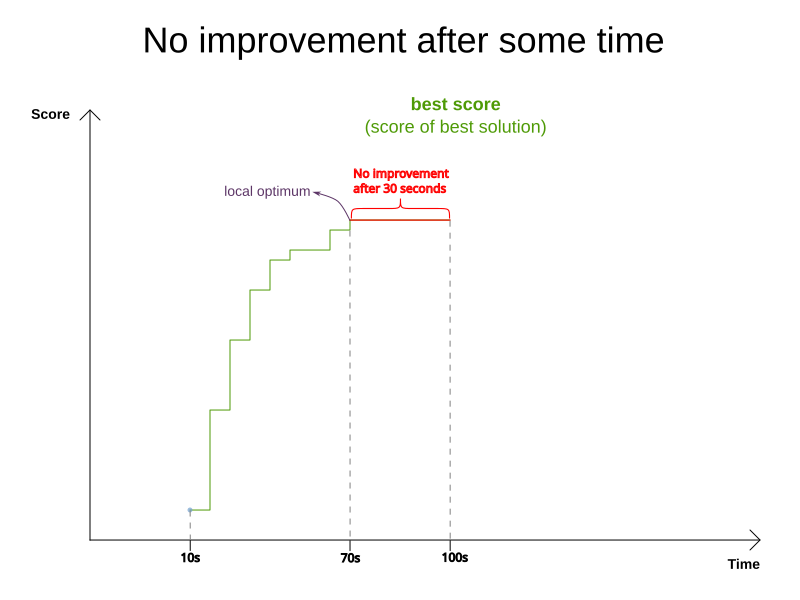 No improvement after some time
best score
(score of best solution)
Score
No improvement
after 30 seconds
local optimum
10s
70s
100s
Time